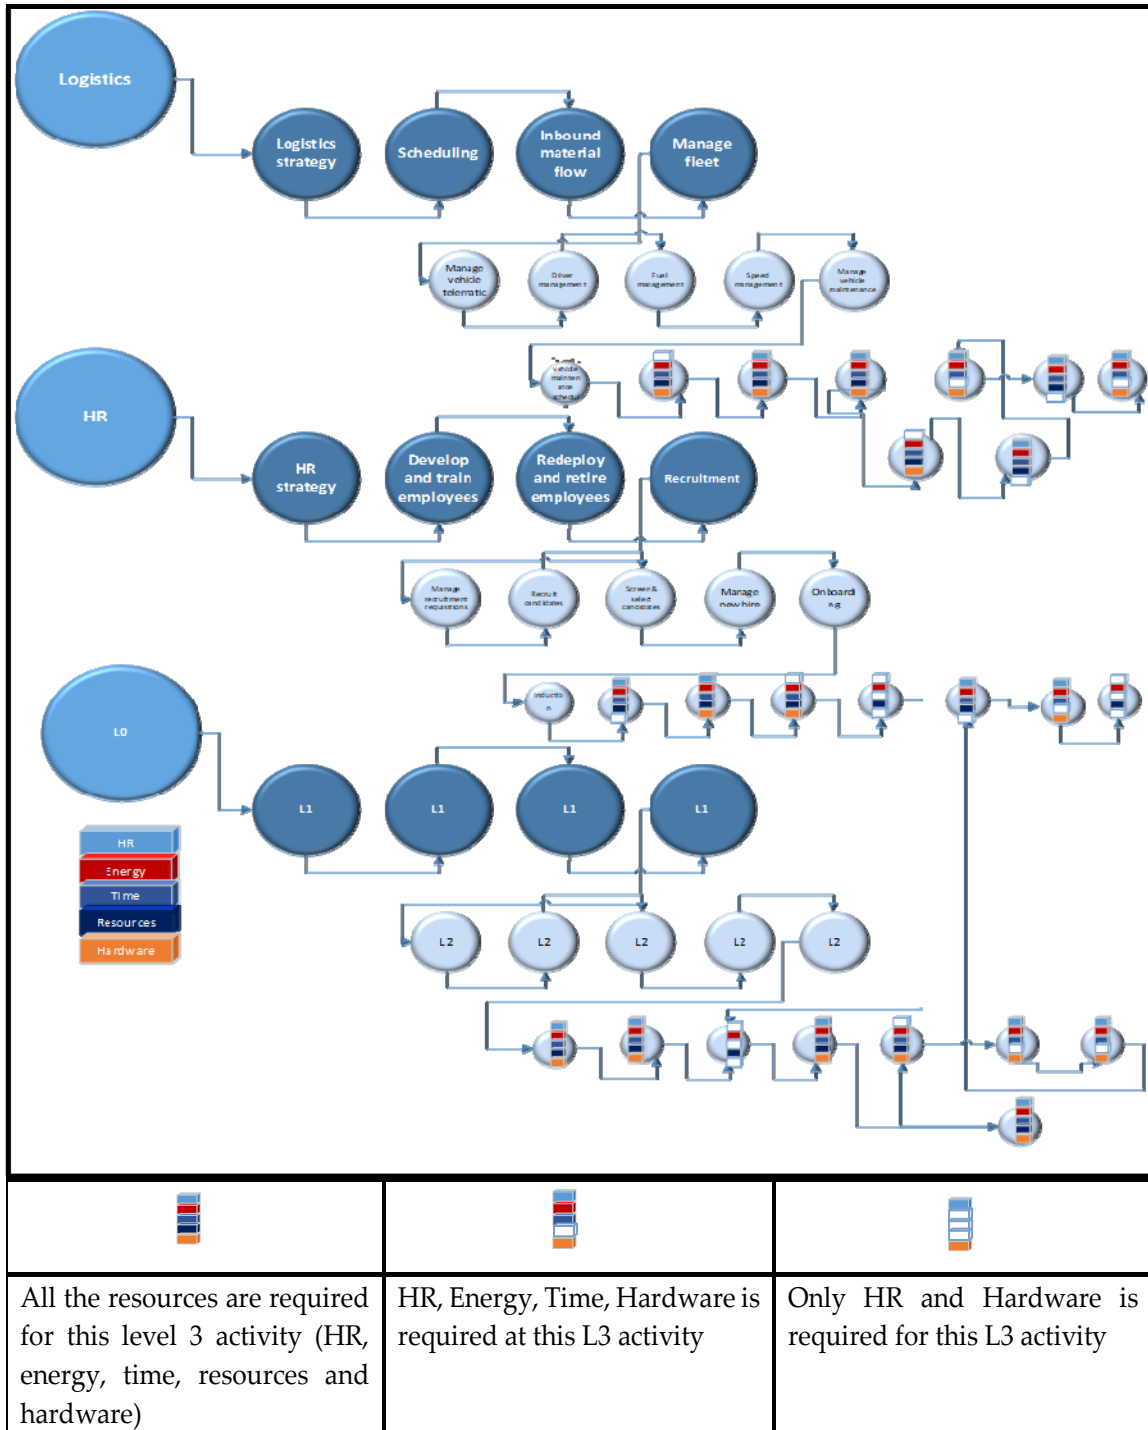 Logistics
Logistics
strategy
Scheduling
Inbound
material
flow
Manage
fleet
Manage
vehicle
telematic
Driver
management
Fuel
management
Speed
management
Manage
vehicle
maintenance
vehicle
mainten
ance
schedul
HR
HR
strategy
Develop
and train
employees
Redeploy
and retire
employees
Recruitment
Manage
recruitment
requisitions
Recruit
candidates
Screen &
select
candidates
Manage
new hire
Onboardi
ng
Inductio
n
L0
L1
L1
L1
L1
HR
Energy
Time
Resources
Hardware
L2
L2
L2
L2
L2
All the resources are required
for this level 3 activity (HR,
energy, time, resources and
hardware)
HR, Energy, Time, Hardware is
required at this L3 activity
Only HR and Hardware is
required for this L3 activity